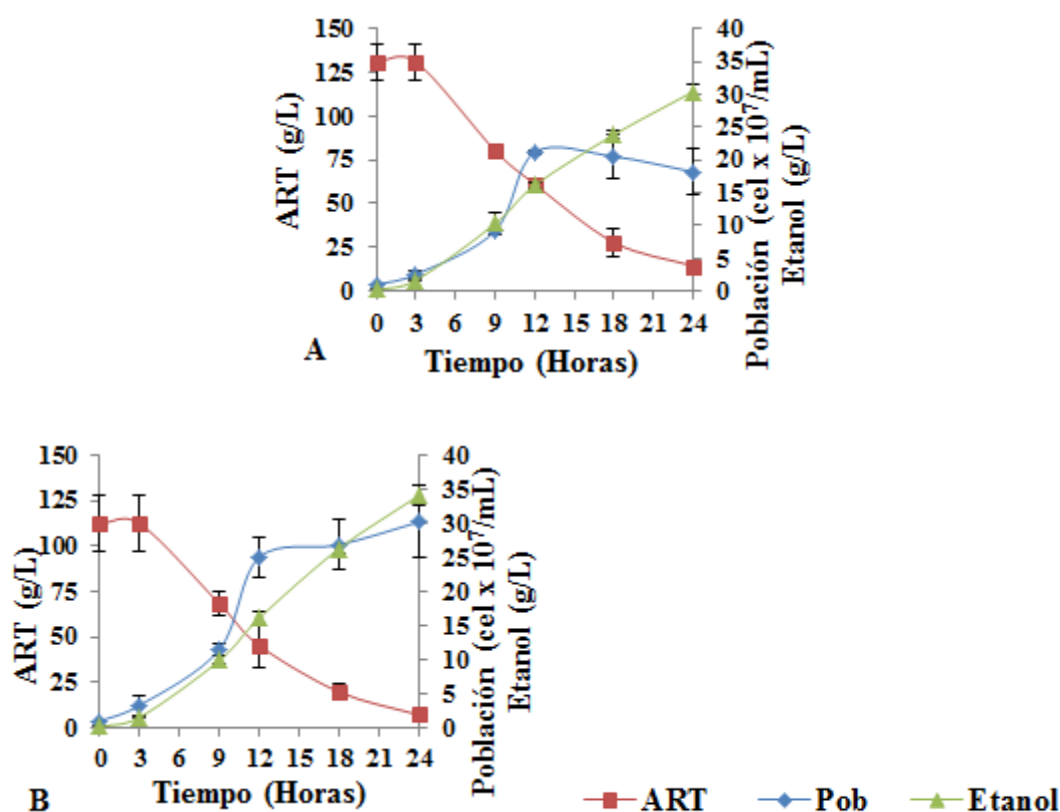 150
125
100
75
50
25
0
ART (g/L)
40
35
30
25
20
15
10
5
0
Población (cel x 10⁷/mL)
Etanol (g/L)
0 3 6 9 12 15 18 21 24
A
Tiempo (Horas)
150
125
100
75
50
25
0
ART (g/L)
40
35
30
25
20
15
10
5
0
Población (cel x 10⁷/mL)
Etanol (g/L)
0 3 6 9 12 15 18 21 24
B
Tiempo (Horas)
ART Pob Etanol